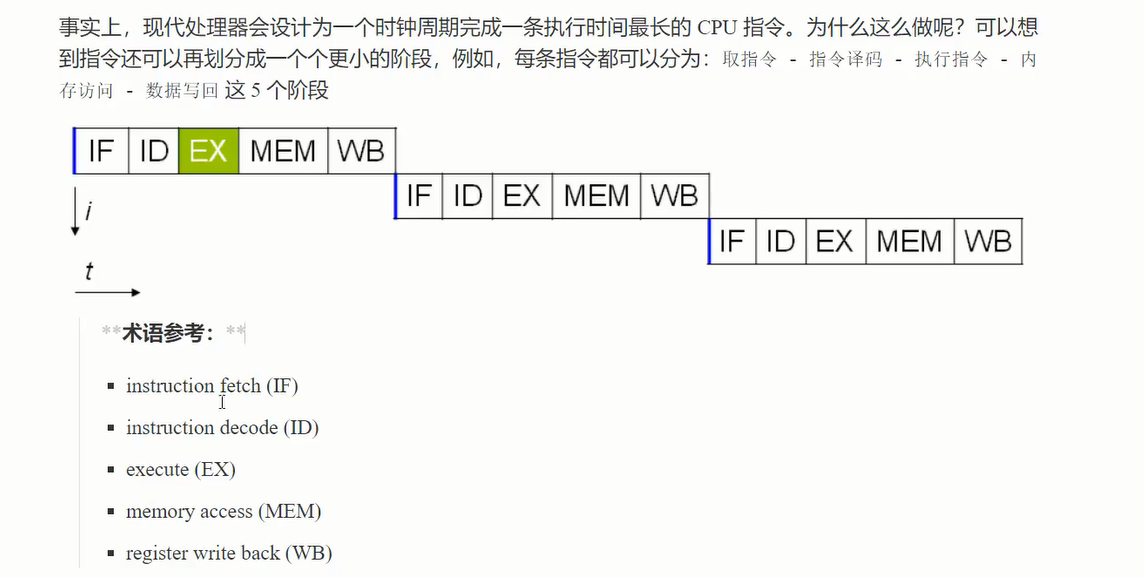 事实上，现代处理器会设计为一个时钟周期完成一条执行时间最长的 CPU 指令。为什么这么做呢？可以想
到指令还可以再划分成一个个更小的阶段，例如，每条指令都可以分为：取指令 - 指令译码 - 执行指令 - 内
存访问 - 数据写回 这 5 个阶段
IF ID EX MEM WB
IF ID EX MEM WB
i
IF ID EX MEM WB
t
**术语参考：**
instruction fetch (IF)
instruction decode (ID)
execute (EX)
memory access (MEM)
register write back (WB)